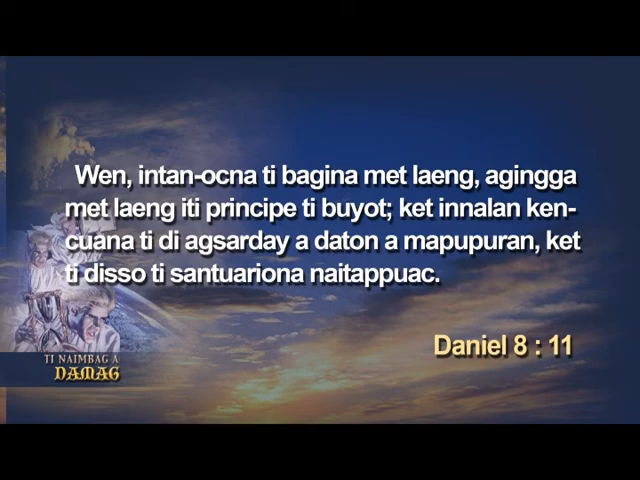 Wen, intan-ocna ti bagina met laeng, agingga
met laeng iti principe ti buyot; ket innalan ken-
cuana ti di agsarday a daton a mapupuran, ket
ti disso ti santuariona naitappuac.
Daniel 8 : 11
TI NAIMBAG A
DAMAG